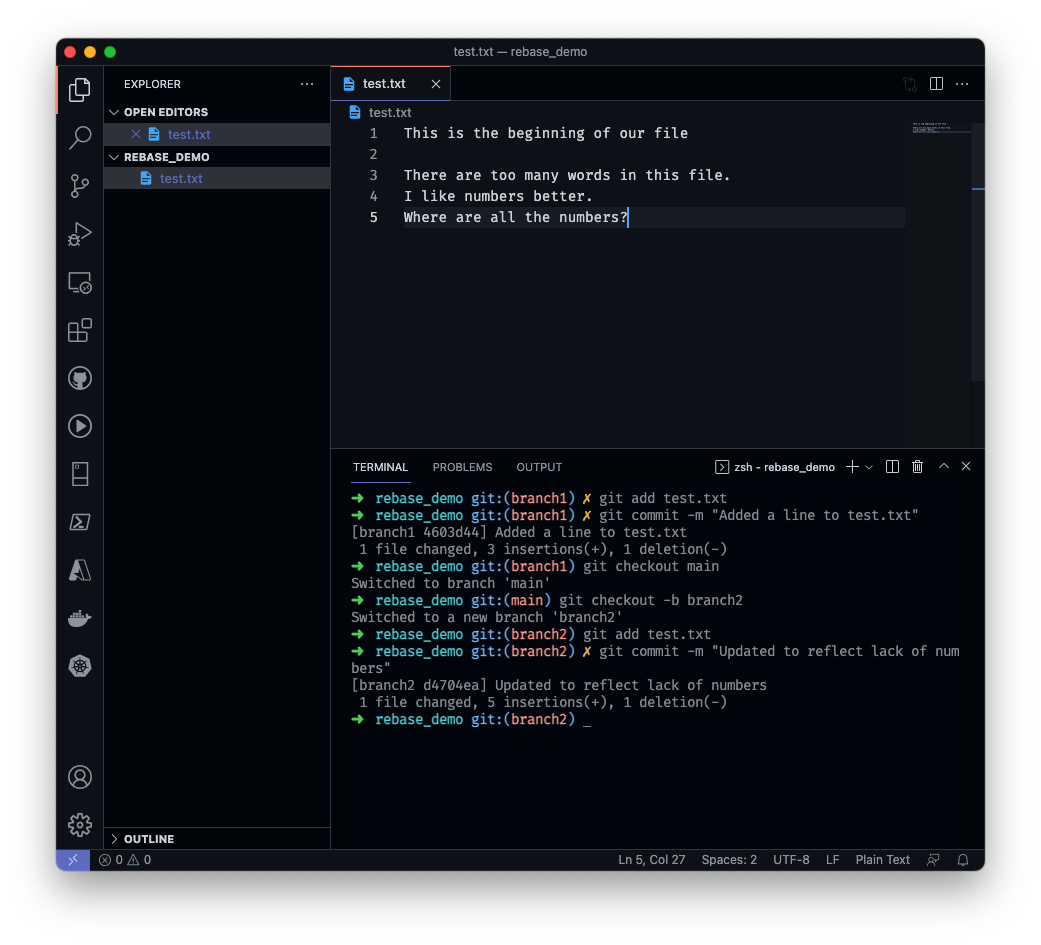 test.txt — rebase_demo
EXPLORER
OPEN EDITORS
test.txt
REBASE_DEMO
test.txt
OUTLINE
test.txt
test.txt
1 This is the beginning of our file
2
3 There are too many words in this file.
4 I like numbers better.
5 Where are all the numbers?
TERMINAL PROBLEMS OUTPUT zsh - rebase_demo
➜ rebase_demo git:(branch1) ✗ git add test.txt
➜ rebase_demo git:(branch1) ✗ git commit -m "Added a line to test.txt"
[branch1 4603d44] Added a line to test.txt
1 file changed, 3 insertions(+), 1 deletion(-)
➜ rebase_demo git:(branch1) git checkout main
Switched to branch 'main'
➜ rebase_demo git:(main) git checkout -b branch2
Switched to a new branch 'branch2'
➜ rebase_demo git:(branch2) git add test.txt
➜ rebase_demo git:(branch2) ✗ git commit -m "Updated to reflect lack of num
bers"
[branch2 d4704ea] Updated to reflect lack of numbers
1 file changed, 5 insertions(+), 1 deletion(-)
➜ rebase_demo git:(branch2) _
0 0 Ln 5, Col 27 Spaces: 2 UTF-8 LF Plain Text